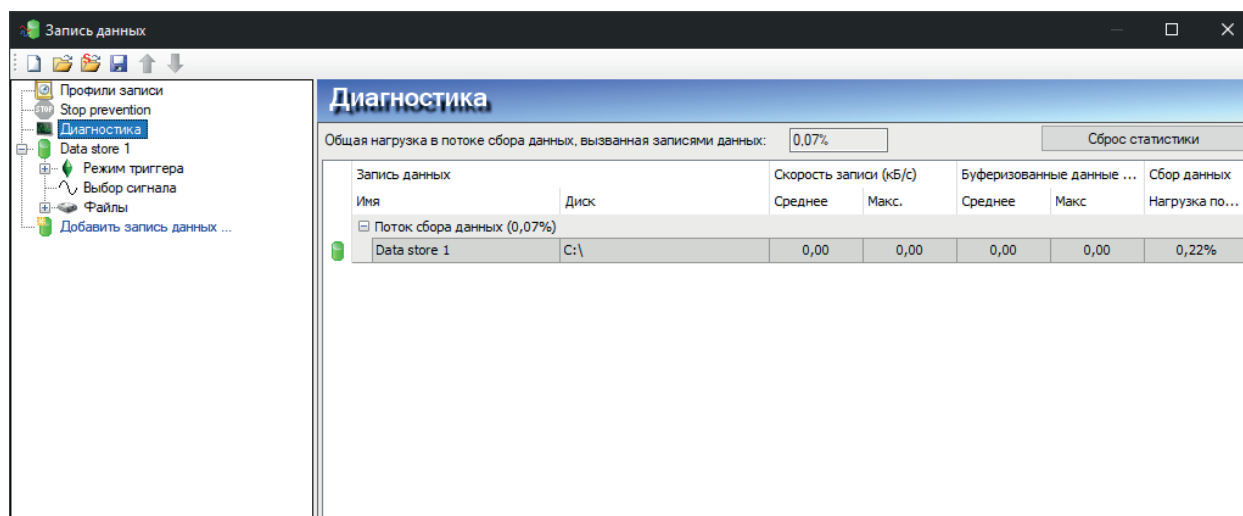 Запись данных
Профили записи
STOP Stop prevention
Диагностика
Data store 1
Режим триггера
Выбор сигнала
Файлы
Добавить запись данных ...
Диагностика
Общая нагрузка в потоке сбора данных, вызванная записями данных: 0,07% Сброс статистики
Запись данных Скорость записи (кБ/с) Буферизованные данные ... Сбор данных
Имя Диск Среднее Макс. Среднее Макс Нагрузка по...
Поток сбора данных (0,07%)
Data store 1 C:\ 0,00 0,00 0,00 0,00 0,22%